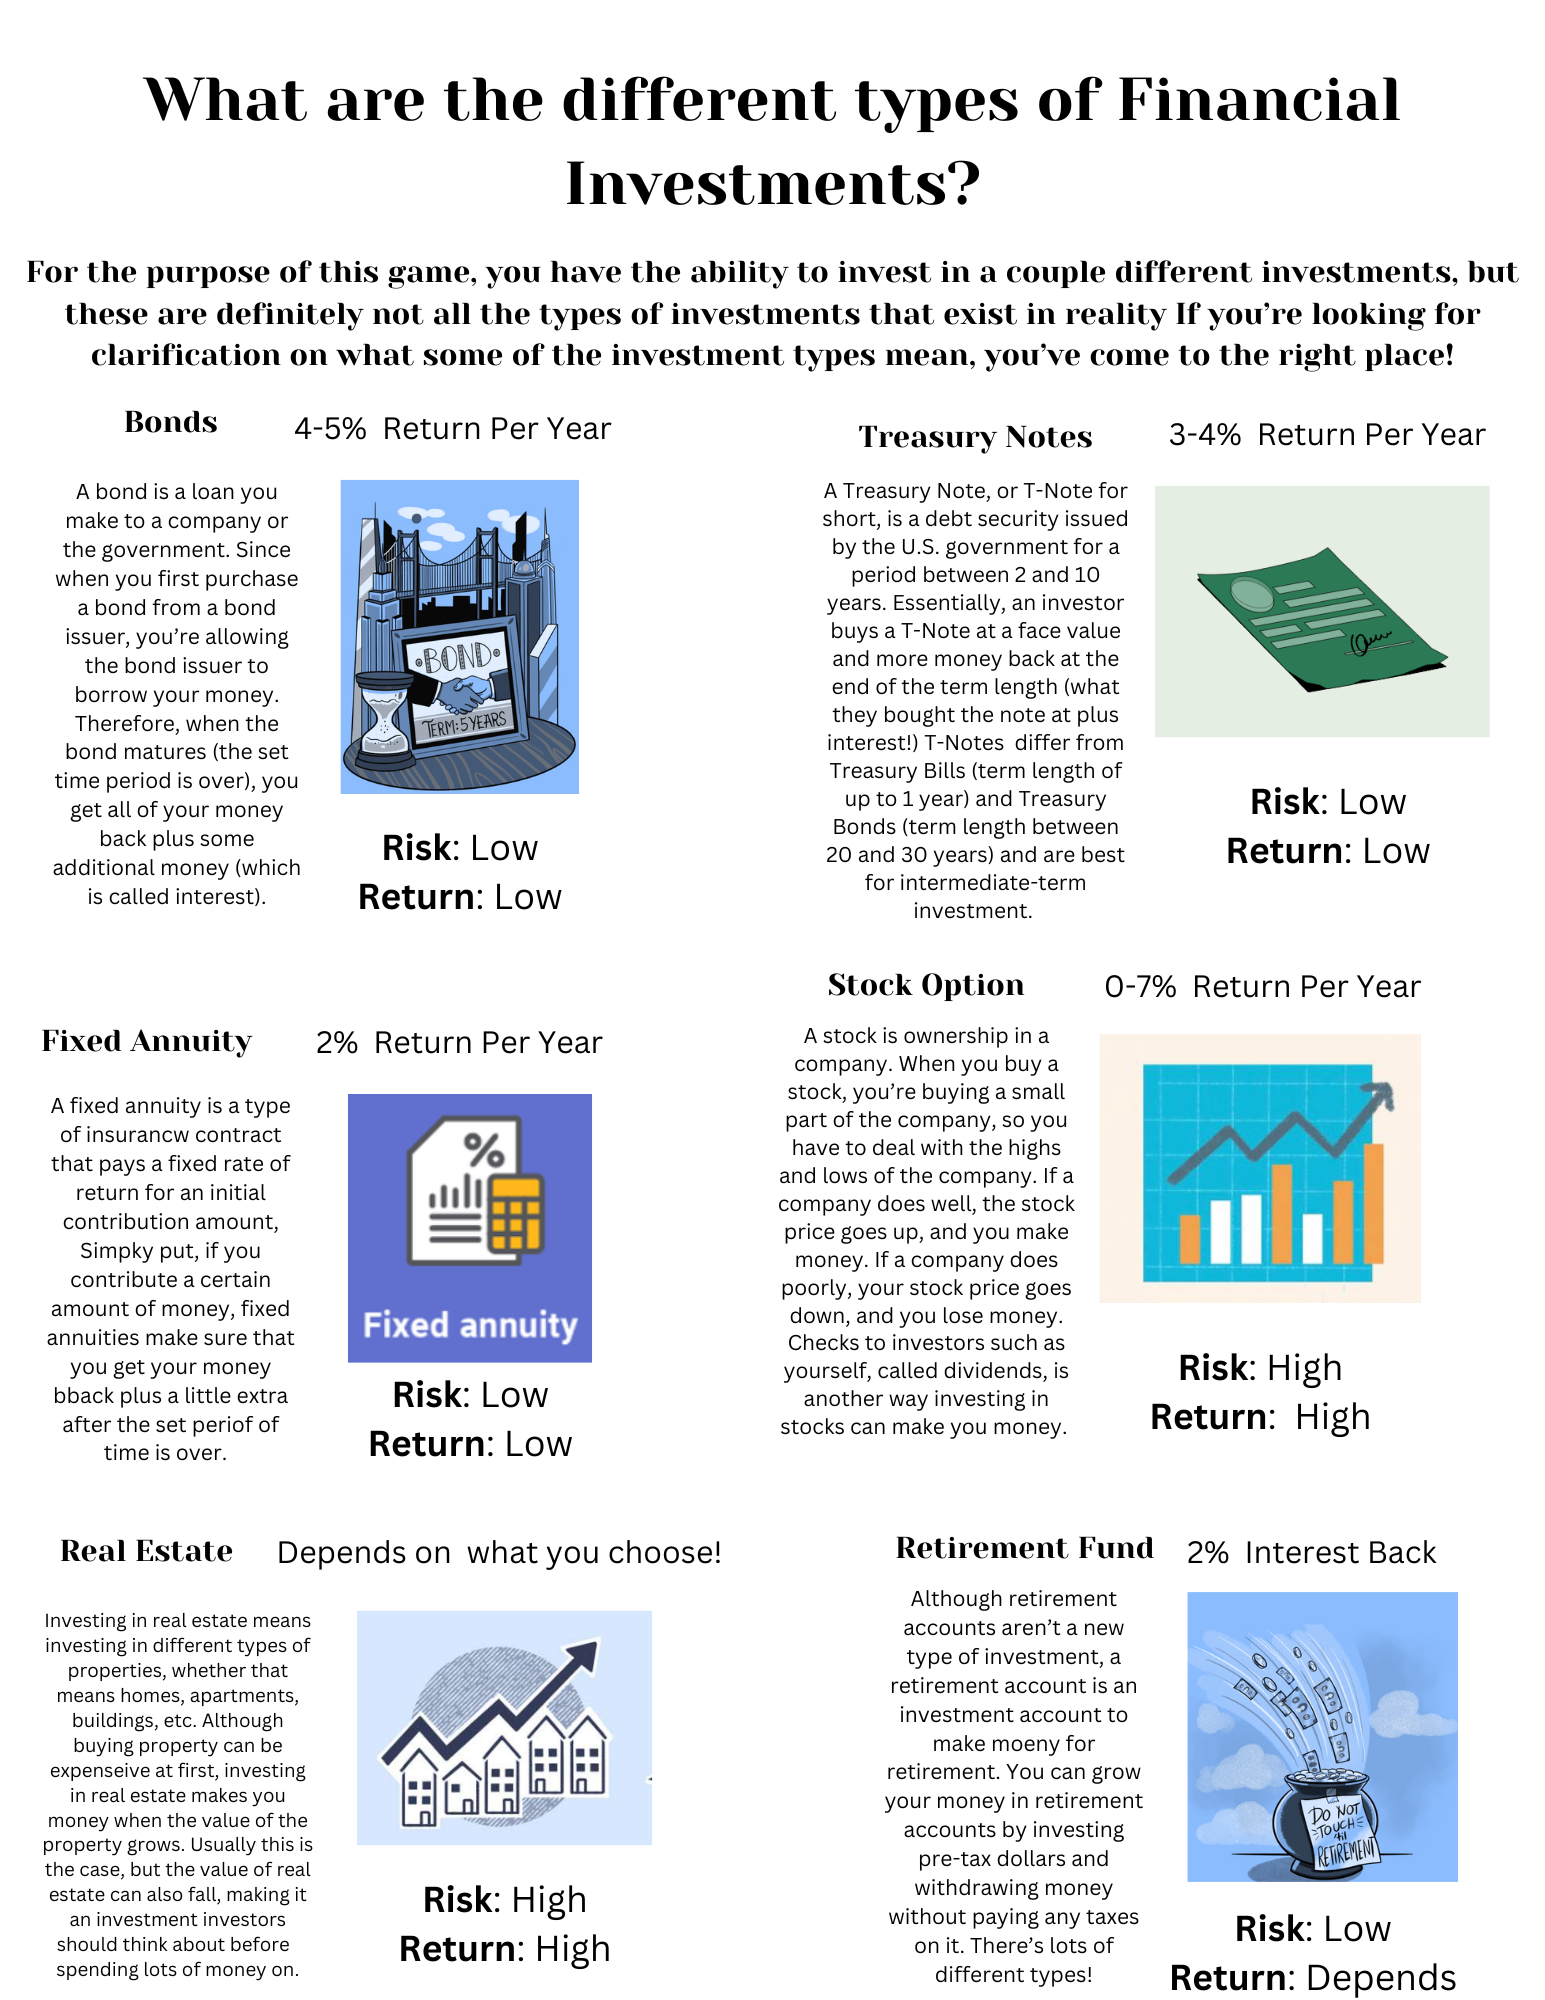 What are the different types of Financial
Investments?
For the purpose of this game, you have the ability to invest in a couple different investments, but
these are definitely not all the types of investments that exist in reality If you’re looking for
clarification on what some of the investment types mean, you’ve come to the right place!
Bonds
4-5%  Return Per Year
A bond is a loan you
make to a company or
the government. Since
when you first purchase
a bond from a bond
issuer, you’re allowing
the bond issuer to
borrow your money.
Therefore, when the
bond matures (the set
time period is over), you
get all of your money
back plus some
additional money (which
is called interest).
BOND
TERM: 5 YEARS
Risk: Low
Return: Low
Treasury Notes
3-4%  Return Per Year
A Treasury Note, or T-Note for
short, is a debt security issued
by the U.S. government for a
period between 2 and 10
years. Essentially, an investor
buys a T-Note at a face value
and more money back at the
end of the term length (what
they bought the note at plus
interest!) T-Notes  differ from
Treasury Bills (term length of
up to 1 year) and Treasury
Bonds (term length between
20 and 30 years) and are best
for intermediate-term
investment.
Risk: Low
Return: Low
Fixed Annuity
2%  Return Per Year
A fixed annuity is a type
of insurancw contract
that pays a fixed rate of
return for an initial
contribution amount,
Simpky put, if you
contribute a certain
amount of money, fixed
annuities make sure that
you get your money
bback plus a little extra
after the set periof of
time is over.
%
Fixed annuity
Risk: Low
Return: Low
Stock Option
0-7%  Return Per Year
A stock is ownership in a
company. When you buy a
stock, you’re buying a small
part of the company, so you
have to deal with the highs
and lows of the company. If a
company does well, the stock
price goes up, and you make
money. If a company does
poorly, your stock price goes
down, and you lose money.
Checks to investors such as
yourself, called dividends, is
another way investing in
stocks can make you money.
Risk: High
Return:  High
Real Estate
Depends on  what you choose!
Investing in real estate means
investing in different types of
properties, whether that
means homes, apartments,
buildings, etc. Although
buying property can be
expenseive at first, investing
in real estate makes you
money when the value of the
property grows. Usually this is
the case, but the value of real
estate can also fall, making it
an investment investors
should think about before
spending lots of money on.
Risk: High
Return: High
Retirement Fund
2%  Interest Back
Although retirement
accounts aren’t a new
type of investment, a
retirement account is an
investment account to
make moeny for
retirement. You can grow
your money in retirement
accounts by investing
pre-tax dollars and
withdrawing money
without paying any taxes
on it. There’s lots of
different types!
DO NOT
TOUCH
'til
RETIREMENT
Risk: Low
Return: Depends